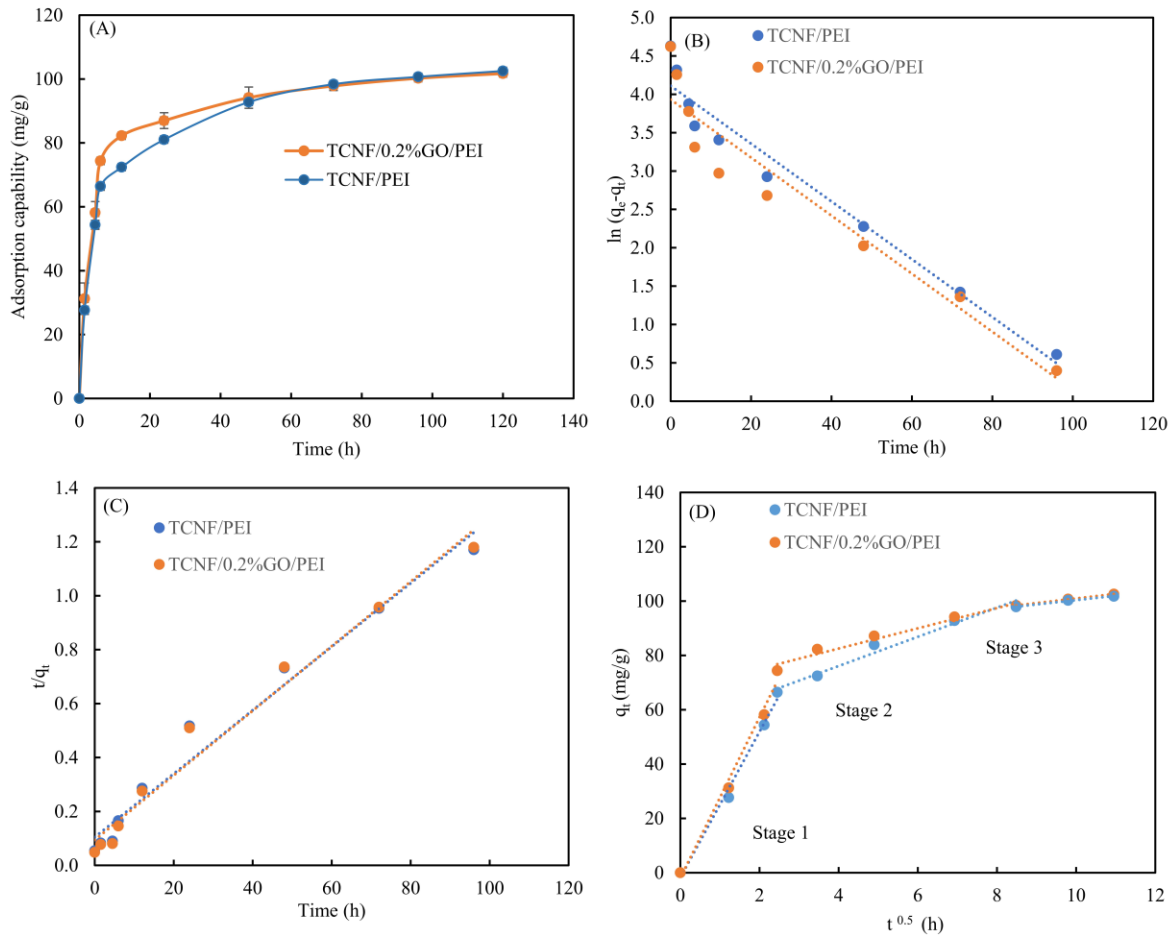 (A)
120
100
80
60
40
20
0
Adsorption capability (mg/g)
TCNF/0.2%GO/PEI
TCNF/PEI
0 20 40 60 80 100 120 140
Time (h)
(B)
TCNF/PEI
TCNF/0.2%GO/PEI
5.0
4.5
4.0
3.5
3.0
2.5
2.0
1.5
1.0
0.5
0.0
ln (qe-qt)
0 20 40 60 80 100 120
Time (h)
(C)
TCNF/PEI
TCNF/0.2%GO/PEI
1.4
1.2
1.0
0.8
0.6
0.4
0.2
0.0
t/qt
0 20 40 60 80 100 120
Time (h)
(D)
TCNF/PEI
TCNF/0.2%GO/PEI
140
120
100
80
60
40
20
0
qt (mg/g)
Stage 3
Stage 2
Stage 1
0 2 4 6 8 10 12
t 0.5 (h)